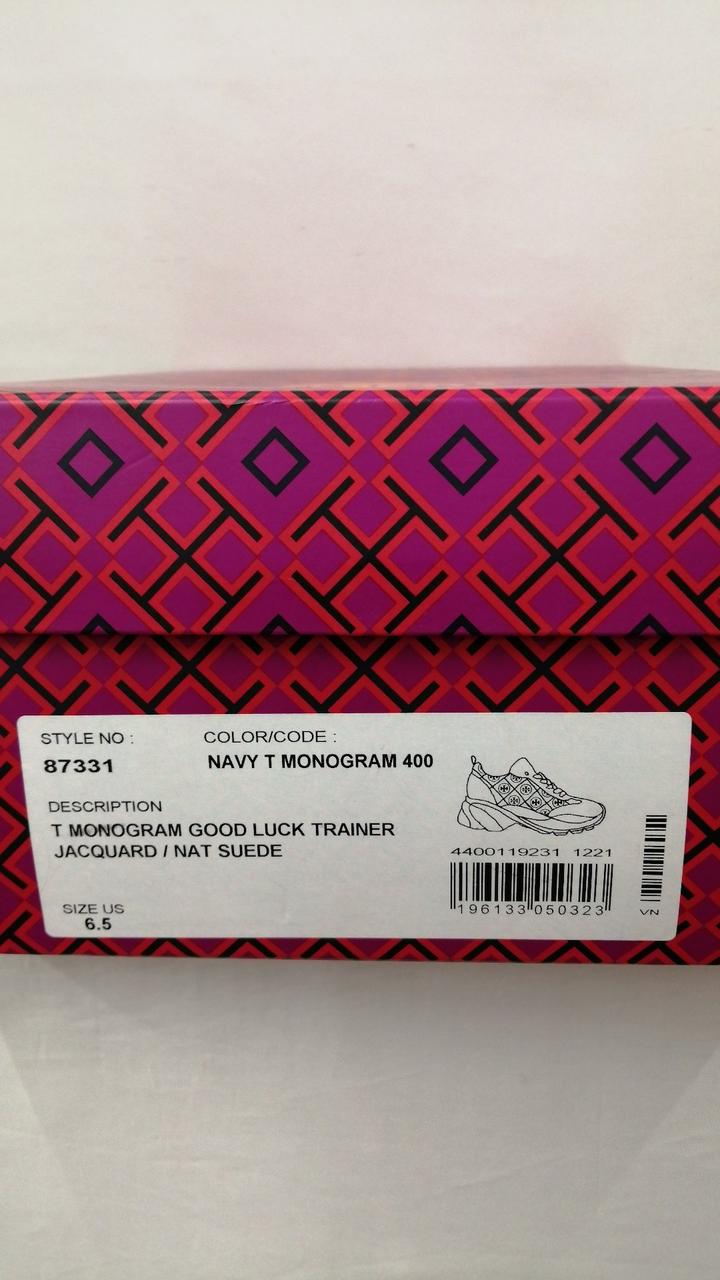 STYLE NO :
COLOR/CODE :
87331
NAVY T MONOGRAM 400
DESCRIPTION
T MONOGRAM GOOD LUCK TRAINER
JACQUARD / NAT SUEDE
4400119231 1221
SIZE US
6.5
196133 050323
VN